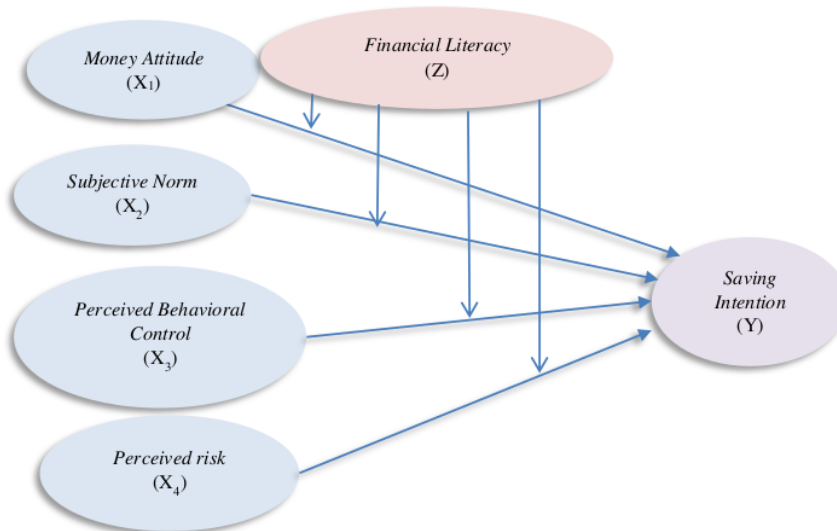 Money Attitude
(X₁)
Financial Literacy
(Z)
Subjective Norm
(X₂)
Perceived Behavioral
Control
(X₃)
Saving
Intention
(Y)
Perceived risk
(X₄)